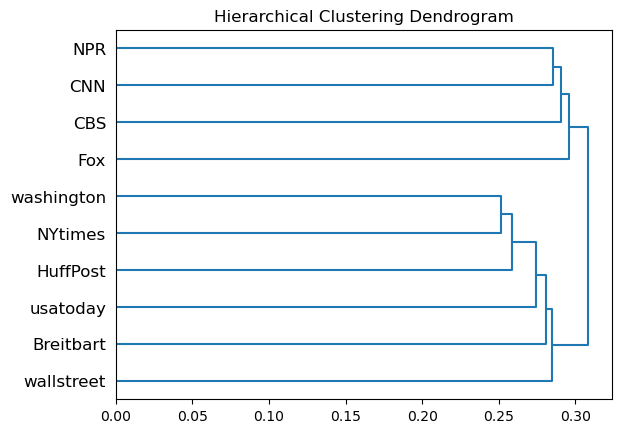 Hierarchical Clustering Dendrogram
NPR
CNN
CBS
Fox
washington
NYtimes
HuffPost
usatoday
Breitbart
wallstreet
0.00 0.05 0.10 0.15 0.20 0.25 0.30